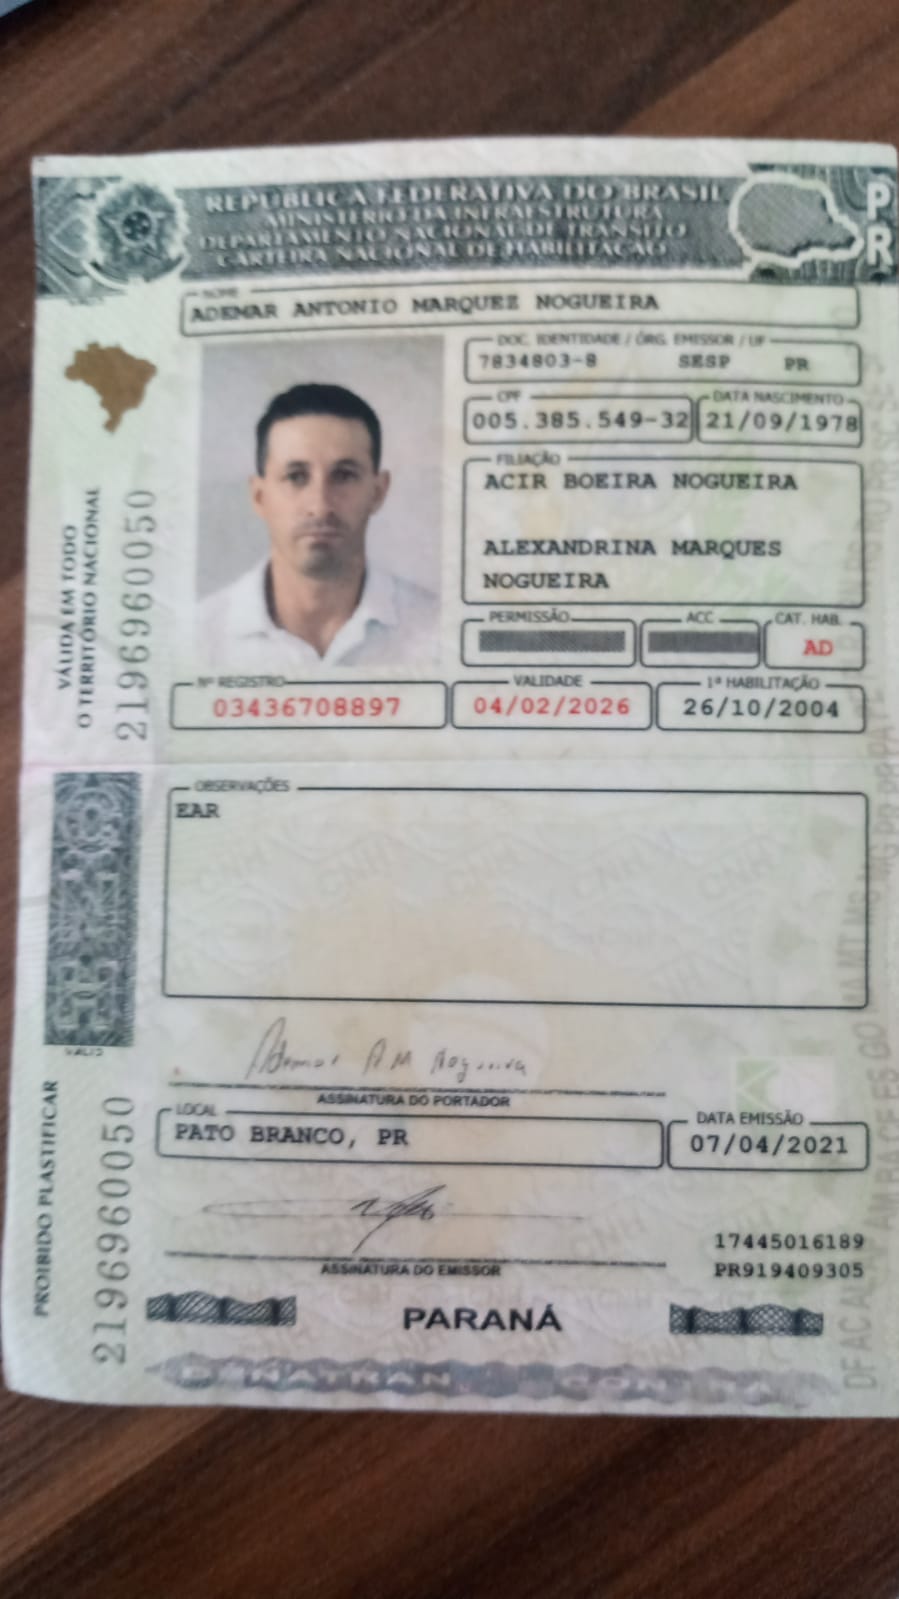 REPÚBLICA FEDERATIVA DO BRASIL
MINISTÉRIO DA INFRAESTRUTURA
DEPARTAMENTO NACIONAL DE TRÂNSITO
CARTEIRA NACIONAL DE HABILITAÇÃO
PR
NOME
ADEMAR ANTONIO MARQUEZ NOGUEIRA
DOC. IDENTIDADE / ÓRG. EMISSOR / UF
7834803-8 SESP PR
CPF
005.385.549-32
DATA NASCIMENTO
21/09/1978
FILIAÇÃO
ACIR BOEIRA NOGUEIRA
ALEXANDRINA MARQUES
NOGUEIRA
PERMISSÃO
ACC
CAT. HAB.
AD
Nº REGISTRO
03436708897
VALIDADE
04/02/2026
1ª HABILITAÇÃO
26/10/2004
VÁLIDA EM TODO
O TERRITÓRIO NACIONAL
2196960050
OBSERVAÇÕES
EAR
Ademar A M Nogueira
ASSINATURA DO PORTADOR
LOCAL
PATO BRANCO, PR
DATA EMISSÃO
07/04/2021
ASSINATURA DO EMISSOR
17445016189
PR919409305
PROIBIDO PLASTIFICAR
2196960050
PARANÁ
DENATRAN CONTRAN